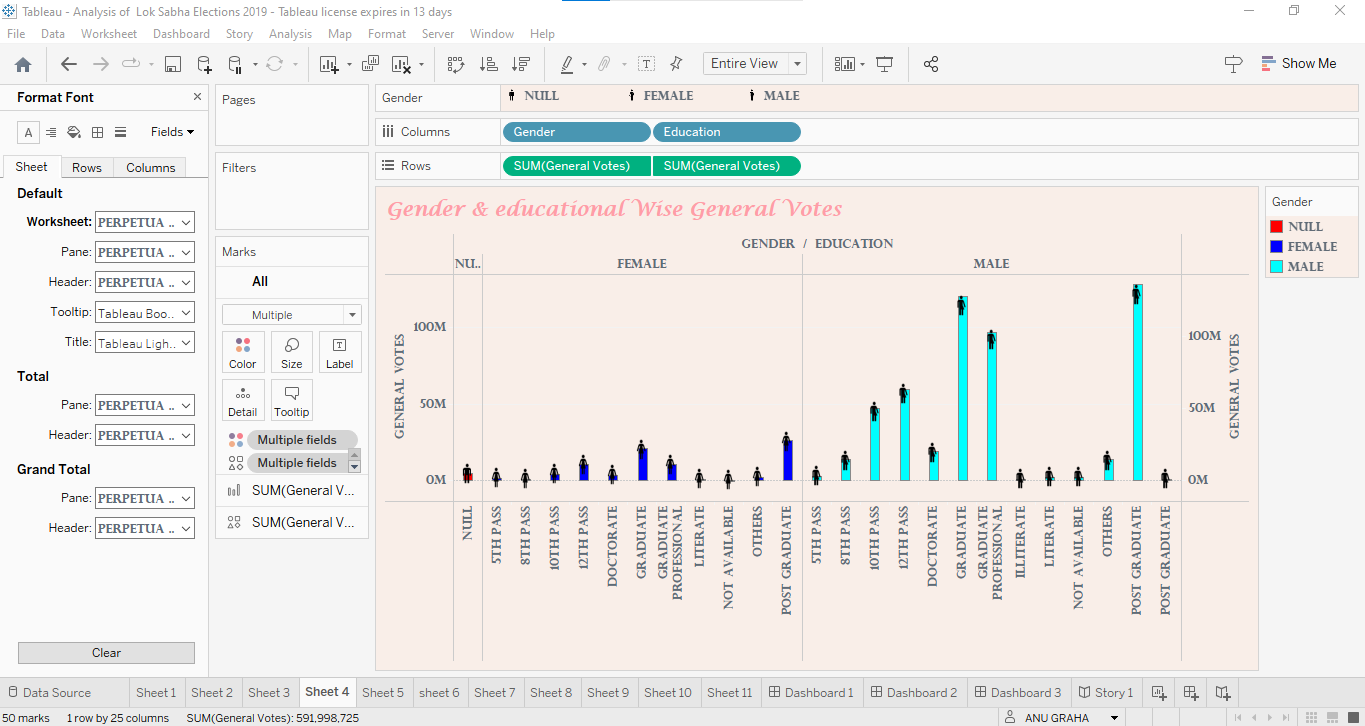 Tableau - Analysis of Lok Sabha Elections 2019 - Tableau license expires in 13 days
File Data Worksheet Dashboard Story Analysis Map Format Server Window Help
Entire View
Show Me
Format Font
Fields
Sheet Rows Columns
Default
Worksheet: PERPETUA ..
Pane: PERPETUA ..
Header: PERPETUA ..
Tooltip: Tableau Boo..
Title: Tableau Ligh..
Total
Pane: PERPETUA ..
Header: PERPETUA ..
Grand Total
Pane: PERPETUA ..
Header: PERPETUA ..
Clear
Pages
Filters
Marks
All
Multiple
Color Size Label
Detail Tooltip
Multiple fields
Multiple fields
SUM(General V...
SUM(General V...
Gender NULL FEMALE MALE
Columns Gender Education
Rows SUM(General Votes) SUM(General Votes)
Gender & educational Wise General Votes
GENDER / EDUCATION
NU.. FEMALE MALE
GENERAL VOTES
100M
50M
0M
100M
50M
0M
GENERAL VOTES
NULL
5TH PASS
8TH PASS
10TH PASS
12TH PASS
DOCTORATE
GRADUATE
GRADUATE
PROFESSIONAL
LITERATE
NOT AVAILABLE
OTHERS
POST GRADUATE
5TH PASS
8TH PASS
10TH PASS
12TH PASS
DOCTORATE
GRADUATE
GRADUATE
PROFESSIONAL
ILLITERATE
LITERATE
NOT AVAILABLE
OTHERS
POST GRADUATE
POST GRADUATE
Gender
NULL
FEMALE
MALE
Data Source Sheet 1 Sheet 2 Sheet 3 Sheet 4 Sheet 5 sheet 6 Sheet 7 Sheet 8 Sheet 9 Sheet 10 Sheet 11 Dashboard 1 Dashboard 2 Dashboard 3 Story 1
50 marks 1 row by 25 columns SUM(General Votes): 591,998,725 ANU GRAHA